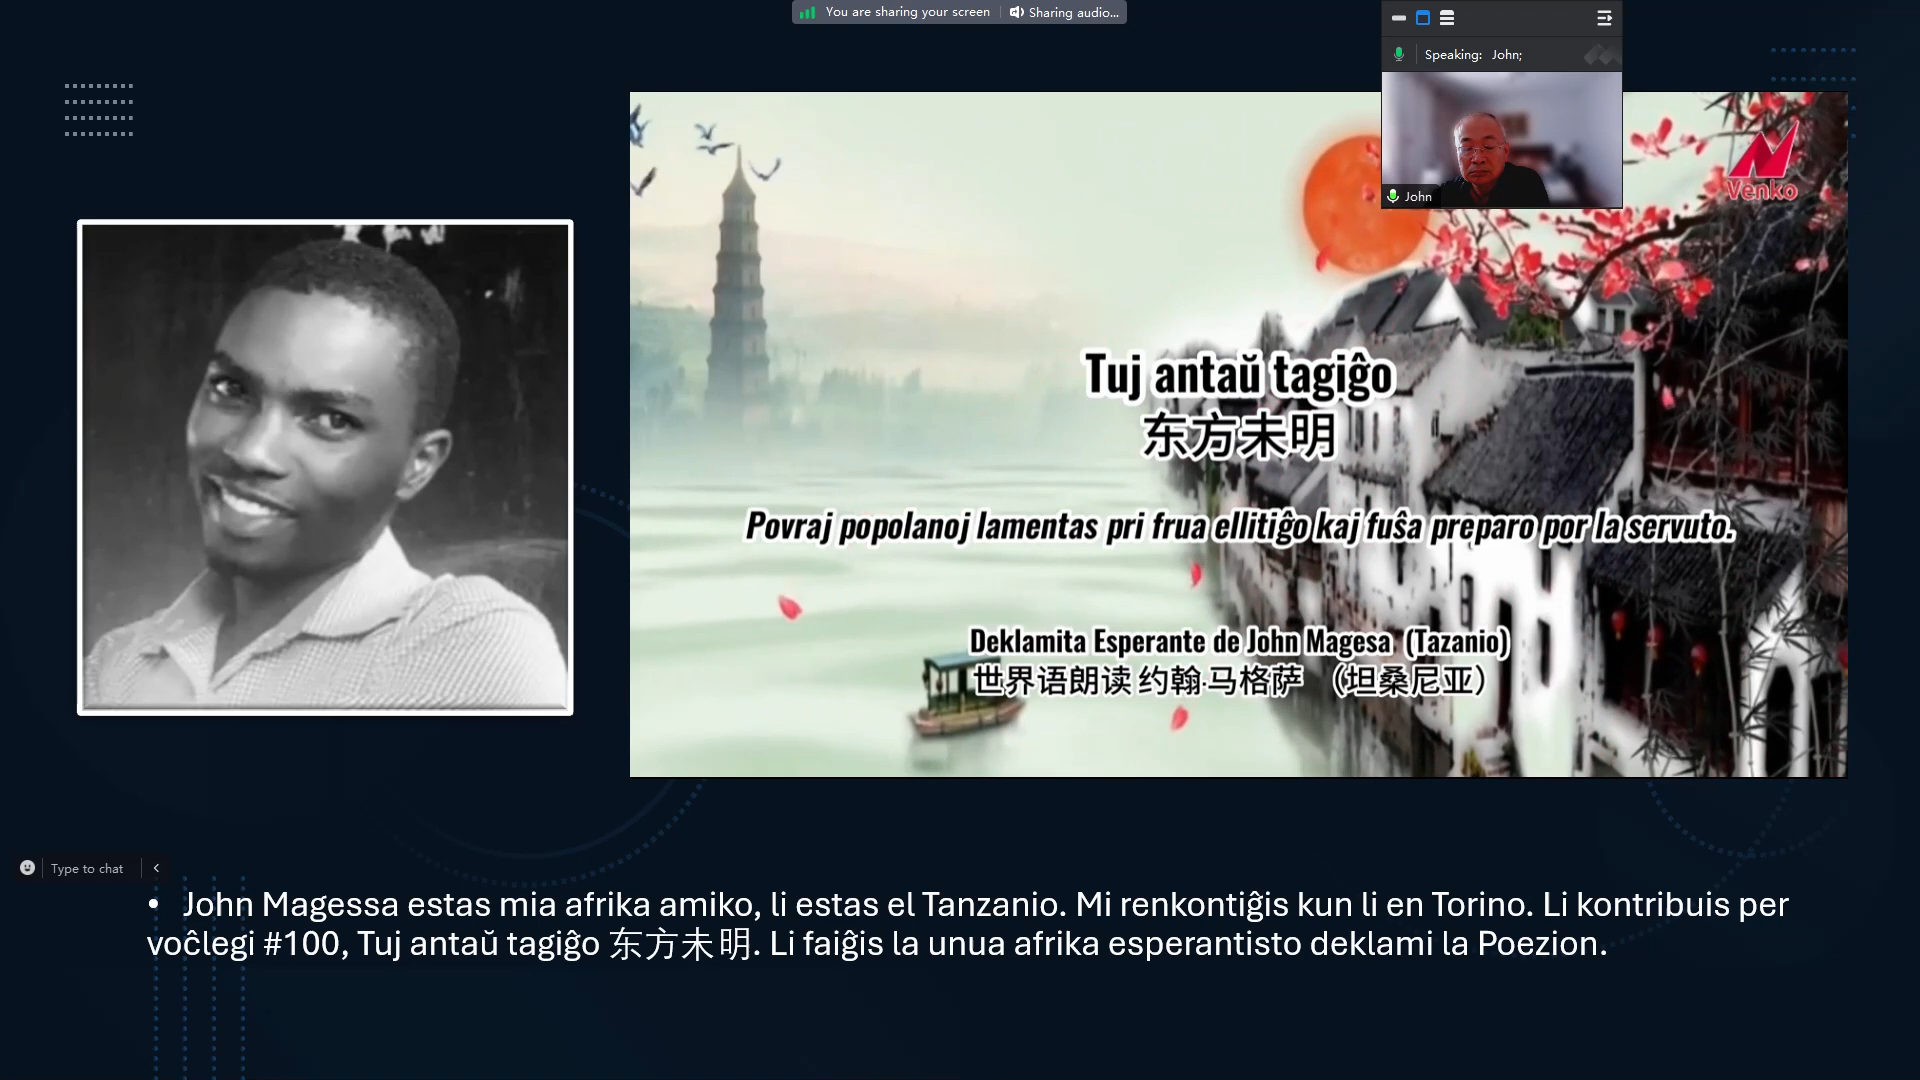 You are sharing your screen
Sharing audio...
Speaking: John;
John
Venko
Tuj antaŭ tagiĝo
东方未明
Povraj popolanoj lamentas pri frua ellitiĝo kaj fuŝa preparo por la servuto.
Deklamita Esperante de John Magesa (Tazanio)
世界语朗读 约翰·马格萨 （坦桑尼亚）
Type to chat
• John Magessa estas mia afrika amiko, li estas el Tanzanio. Mi renkontiĝis kun li en Torino. Li kontribuis per
voĉlegi #100, Tuj antaŭ tagiĝo 东方未明. Li faiĝis la unua afrika esperantisto deklami la Poezion.